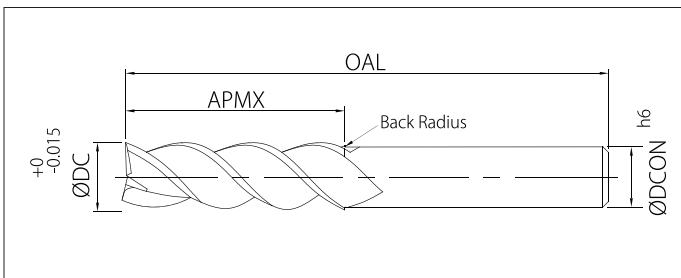 OAL
APMX
Back Radius
+0
-0.015
ØDC
h6
ØDCON